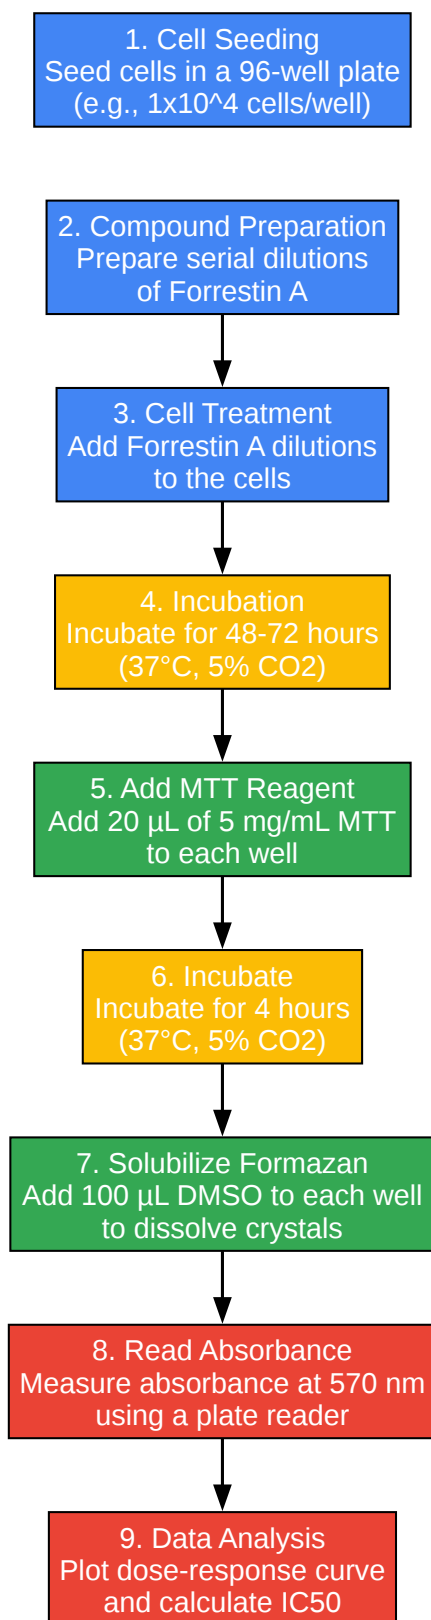 1. Cell Seeding
Seed cells in a 96-well plate
(e.g., 1x10^4 cells/well)
2. Compound Preparation
Prepare serial dilutions
of Forrestin A
3. Cell Treatment
Add Forrestin A dilutions
to the cells
4. Incubation
Incubate for 48-72 hours
(37°C, 5% CO2)
5. Add MTT Reagent
Add 20 µL of 5 mg/mL MTT
to each well
6. Incubate
Incubate for 4 hours
(37°C, 5% CO2)
7. Solubilize Formazan
Add 100 µL DMSO to each well
to dissolve crystals
8. Read Absorbance
Measure absorbance at 570 nm
using a plate reader
9. Data Analysis
Plot dose-response curve
and calculate IC50